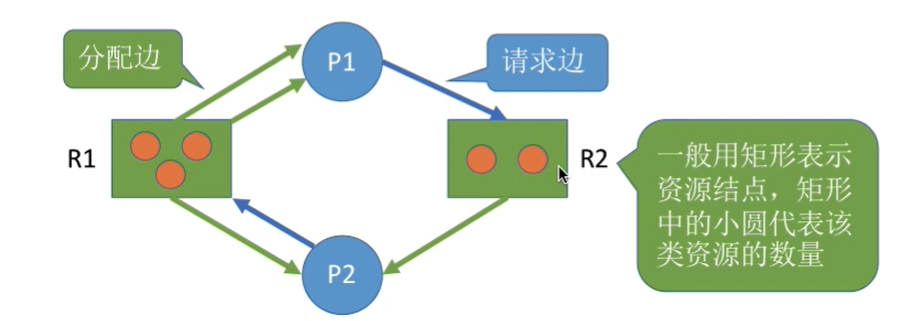 分配边
P1
请求边
R1
R2
一般用矩形表示
资源结点，矩形
中的小圆代表该
类资源的数量
P2